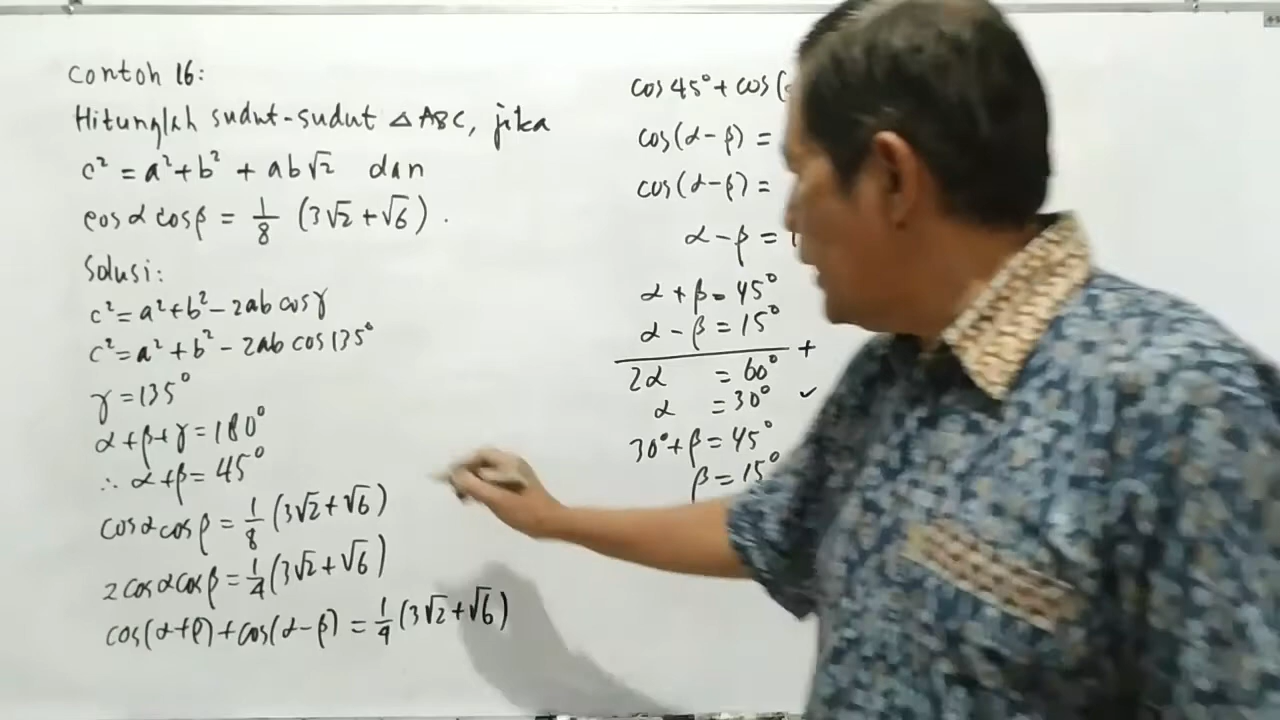 Contoh 16:
Hitunglah sudut-sudut △ABC, jika
c² = a² + b² + ab√2 dan
cos α cos β = 1/8 (3√2 + √6).
Solusi:
c² = a² + b² - 2ab cos γ
c² = a² + b² - 2ab cos 135°
γ = 135°
α + β + γ = 180°
∴ α + β = 45°
cos α cos β = 1/8 (3√2 + √6)
2 cos α cos β = 1/4 (3√2 + √6)
cos(α + β) + cos(α - β) = 1/4 (3√2 + √6)
cos 45° + cos(
cos(α - β) =
cos(α - β) =
α - β =
α + β = 45°
α - β = 15°
+
2α = 60°
α = 30° ✓
30° + β = 45°
β = 15°